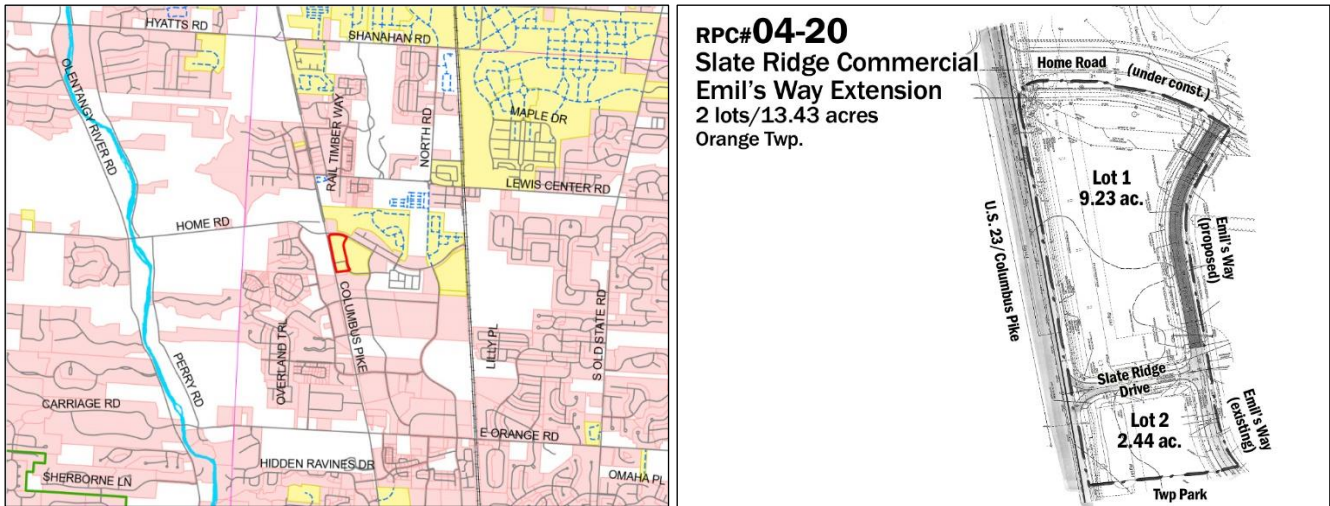 HYATTS RD
SHANAHAN RD
OLENTANGY RIVER RD
RAIL TIMBER WAY
NORTH RD
MAPLE DR
LEWIS CENTER RD
HOME RD
COLUMBUS PIKE
OVERLAND TRL
LILLY PL
S OLD STATE RD
PERRY RD
CARRIAGE RD
E ORANGE RD
HIDDEN RAVINES DR
SHERBORNE LN
OMAHA PL
RPC#04-20
Slate Ridge Commercial
Emil's Way Extension
2 lots/13.43 acres
Orange Twp.
Home Road
(under const.)
Lot 1
9.23 ac.
U.S. 23/Columbus Pike
Emil's Way
(proposed)
Slate Ridge
Drive
Lot 2
2.44 ac.
Emil's Way
(existing)
Twp Park